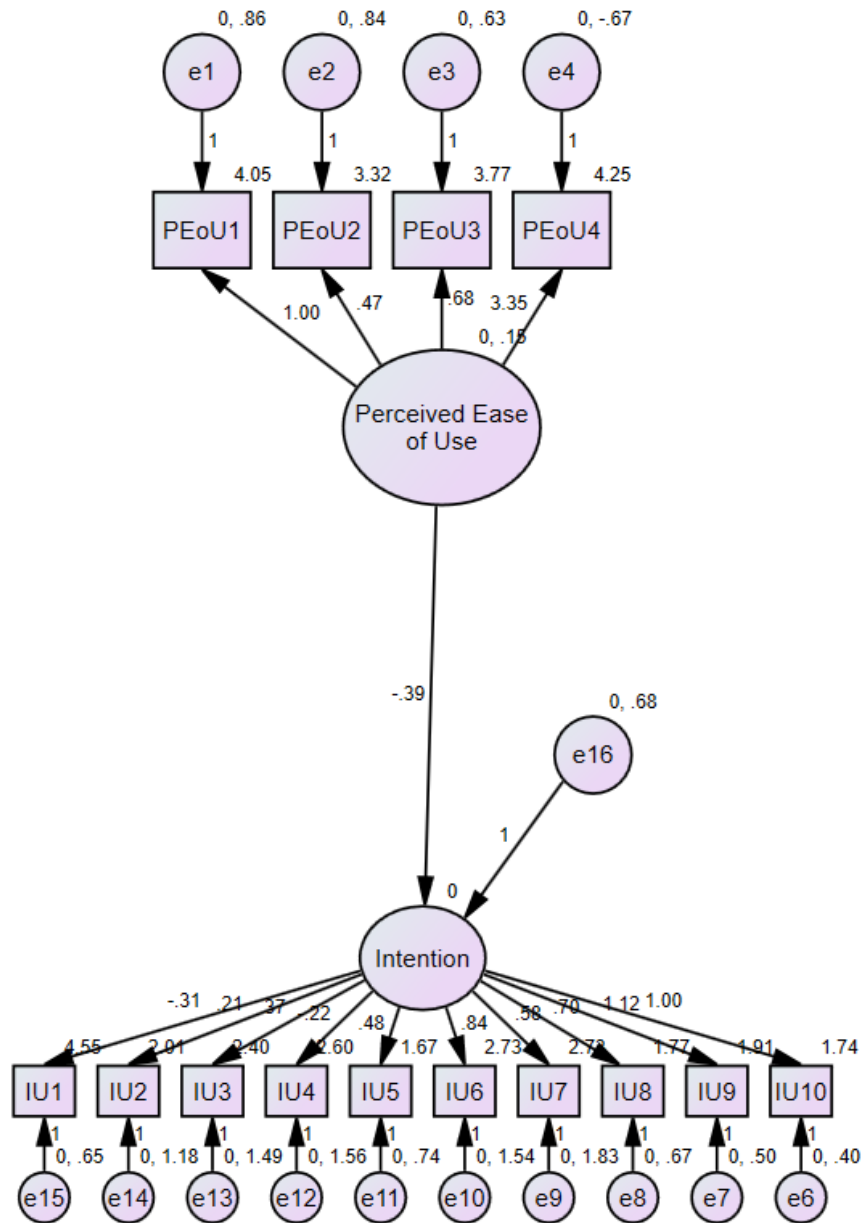 0, .86
0, .84
0, .63
0, -.67
e1
e2
e3
e4
1
1
1
1
4.05
3.32
3.77
4.25
PEoU1
PEoU2
PEoU3
PEoU4
1.00
.47
.68
3.35
0, .15
Perceived Ease
of Use
-.39
0, .68
e16
1
0
Intention
-.31
.21
.37
-.22
.48
.84
.58
.70
1.12
1.00
4.55
2.01
2.40
2.60
1.67
2.73
2.72
1.77
1.91
1.74
IU1
IU2
IU3
IU4
IU5
IU6
IU7
IU8
IU9
IU10
1
1
1
1
1
1
1
1
1
1
0, .65
0, 1.18
0, 1.49
0, 1.56
0, .74
0, 1.54
0, 1.83
0, .67
0, .50
0, .40
e15
e14
e13
e12
e11
e10
e9
e8
e7
e6